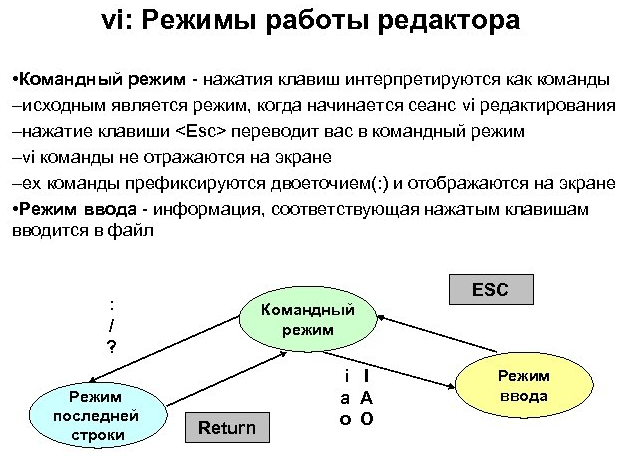 vi: Режимы работы редактора
•Командный режим - нажатия клавиш интерпретируются как команды
–исходным является режим, когда начинается сеанс vi редактирования
–нажатие клавиши <Esc> переводит вас в командный режим
–vi команды не отражаются на экране
–ex команды префиксируются двоеточием(:) и отображаются на экране
•Режим ввода - информация, соответствующая нажатым клавишам
вводится в файл
ESC
:
/
?
Командный
режим
i I
a A
o O
Режим
ввода
Режим
последней
строки
Return